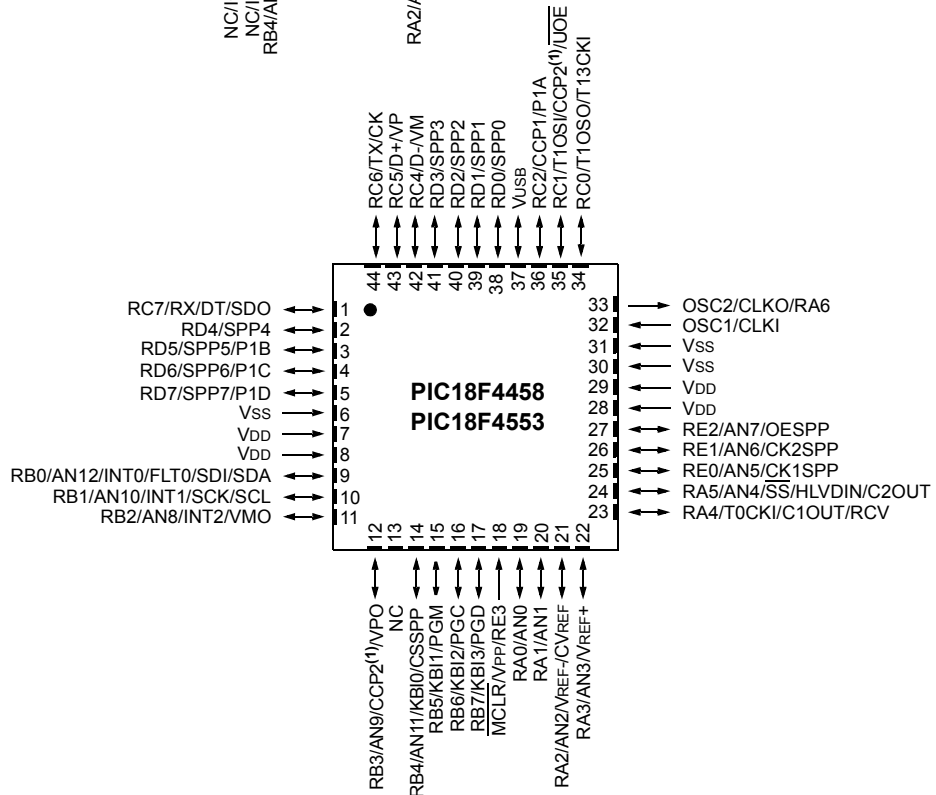 NC/I
NC/I
RB4/A
RA2/A
RC6/TX/CK
RC5/D+/VP
RC4/D-/VM
RD3/SPP3
RD2/SPP2
RD1/SPP1
RD0/SPP0
VUSB
RC2/CCP1/P1A
RC1/T1OSI/CCP2(1)/UOE
RC0/T1OSO/T13CKI
44
43
42
41
40
39
38
37
36
35
34
RC7/RX/DT/SDO 1
RD4/SPP4 2
RD5/SPP5/P1B 3
RD6/SPP6/P1C 4
RD7/SPP7/P1D 5
VSS 6
VDD 7
VDD 8
RB0/AN12/INT0/FLT0/SDI/SDA 9
RB1/AN10/INT1/SCK/SCL 10
RB2/AN8/INT2/VMO 11
PIC18F4458
PIC18F4553
33 OSC2/CLKO/RA6
32 OSC1/CLKI
31 VSS
30 VSS
29 VDD
28 VDD
27 RE2/AN7/OESPP
26 RE1/AN6/CK2SPP
25 RE0/AN5/CK1SPP
24 RA5/AN4/SS/HLVDIN/C2OUT
23 RA4/T0CKI/C1OUT/RCV
12
13
14
15
16
17
18
19
20
21
22
RB3/AN9/CCP2(1)/VPO
NC
RB4/AN11/KBI0/CSSPP
RB5/KBI1/PGM
RB6/KBI2/PGC
RB7/KBI3/PGD
MCLR/VPP/RE3
RA0/AN0
RA1/AN1
RA2/AN2/VREF-/CVREF
RA3/AN3/VREF+